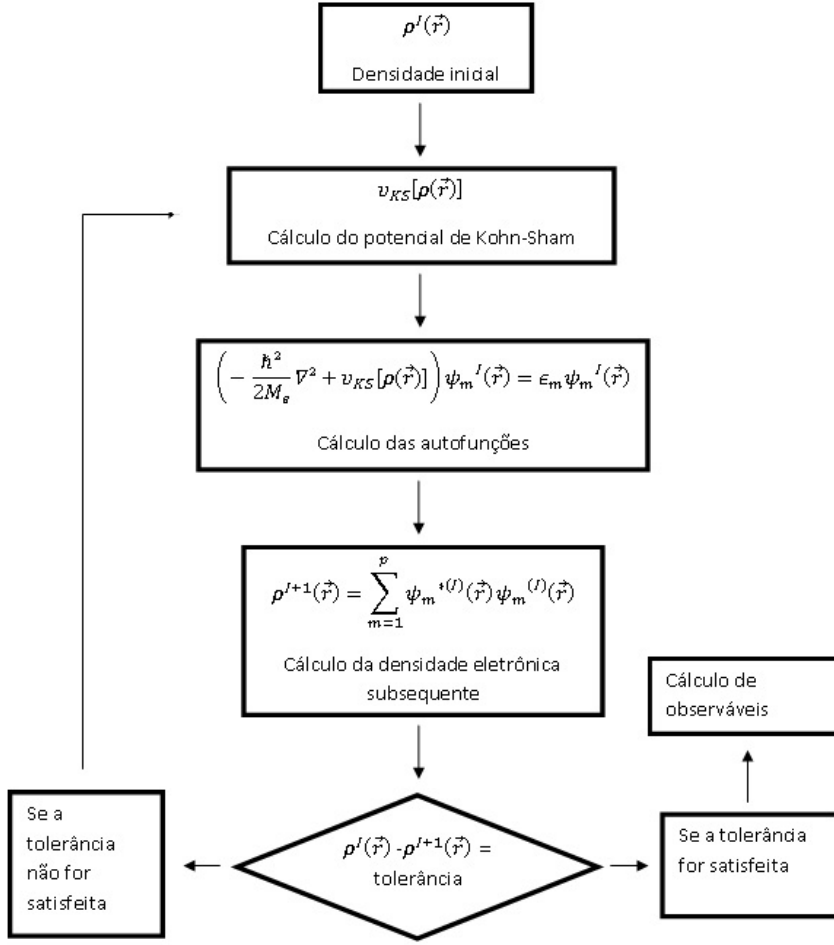 ρ^I(r⃗)
Densidade inicial
v_KS[ρ(r⃗)]
Cálculo do potencial de Kohn-Sham
(− ħ²/2M_e ∇² + v_KS[ρ(r⃗)]) ψ_m^I(r⃗) = ϵ_m ψ_m^I(r⃗)
Cálculo das autofunções
ρ^{I+1}(r⃗) = ∑_{m=1}^{p} ψ_m^{*(I)}(r⃗) ψ_m^{(I)}(r⃗)
Cálculo da densidade eletrônica
subsequente
Cálculo de
observáveis
Se a
tolerância
não for
satisfeita
ρ^I(r⃗) -ρ^{I+1}(r⃗) =
tolerância
Se a tolerância
for satisfeita